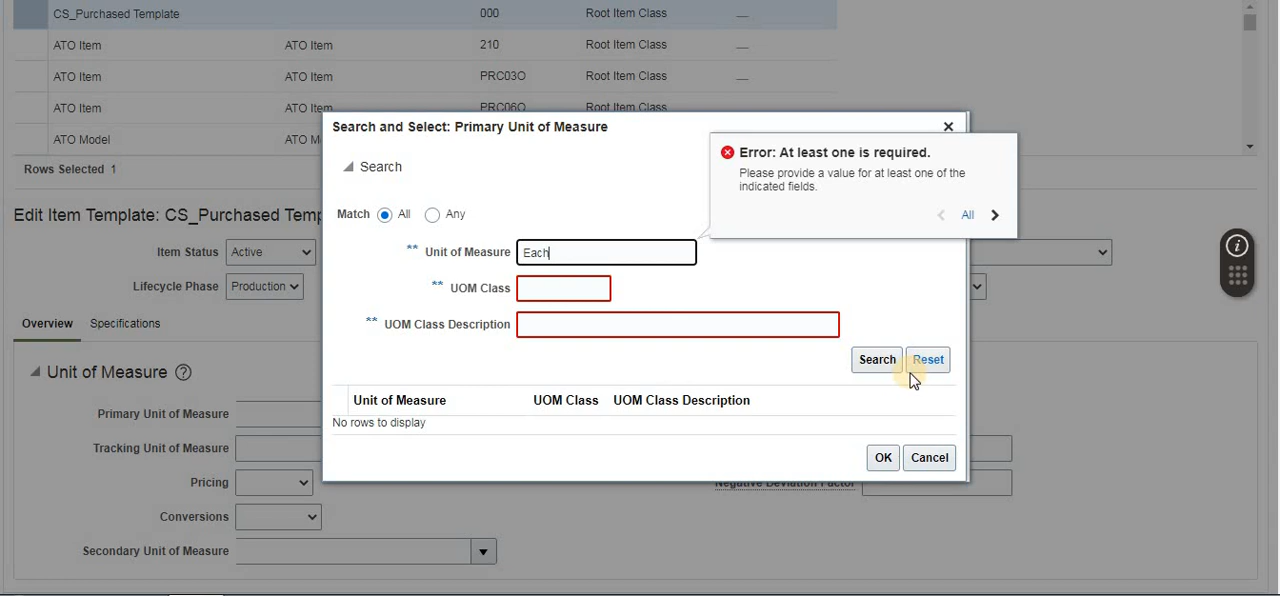 CS_Purchased Template 000 Root Item Class
ATO Item ATO Item 210 Root Item Class
ATO Item ATO Item PRC03O Root Item Class
ATO Item ATO Item PRC06O Root Item Class
ATO Model ATO M
Rows Selected 1
Search and Select: Primary Unit of Measure
Search
Error: At least one is required.
Please provide a value for at least one of the
indicated fields.
All
Match All Any
** Unit of Measure Each
** UOM Class
** UOM Class Description
Search Reset
Unit of Measure UOM Class UOM Class Description
No rows to display
OK Cancel
Edit Item Template: CS_Purchased Temp
Item Status Active
Lifecycle Phase Production
Overview Specifications
Unit of Measure ?
Primary Unit of Measure
Tracking Unit of Measure
Pricing Negative Deviation Factor
Conversions
Secondary Unit of Measure